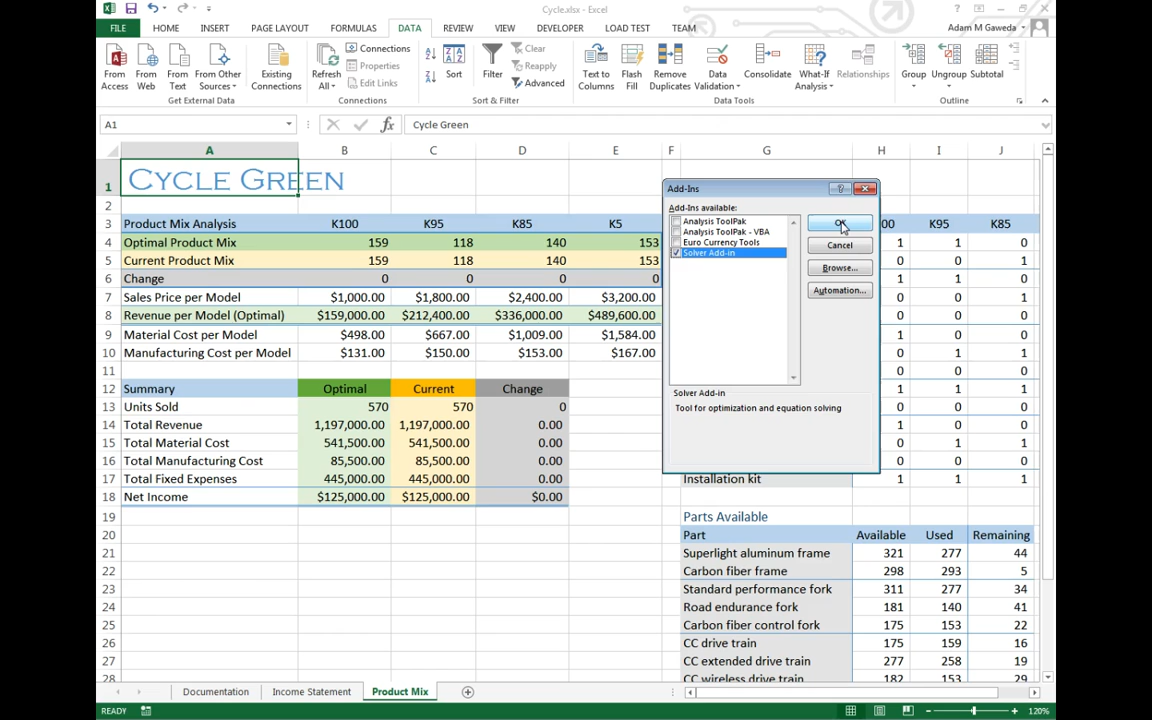 Cycle.xlsx - Excel
FILE HOME INSERT PAGE LAYOUT FORMULAS DATA REVIEW VIEW DEVELOPER LOAD TEST TEAM Adam M Gaweda
From Access
From Web
From Text
From Other Sources
Existing Connections
Refresh All
Connections
Properties
Edit Links
Sort
Filter
Clear
Reapply
Advanced
Text to Columns
Flash Fill
Remove Duplicates
Data Validation
Consolidate
What-If Analysis
Relationships
Group
Ungroup
Subtotal
Get External Data Connections Sort & Filter Data Tools Outline
A1 fx Cycle Green
A B C D E F G H I J
1 Cycle Green
2
3 Product Mix Analysis K100 K95 K85 K5 00 K95 K85
4 Optimal Product Mix 159 118 140 153 1 1 0
5 Current Product Mix 159 118 140 153 0 0 1
6 Change 0 0 0 0 1 1 0
7 Sales Price per Model $1,000.00 $1,800.00 $2,400.00 $3,200.00 0 0 1
8 Revenue per Model (Optimal) $159,000.00 $212,400.00 $336,000.00 $489,600.00 0 0 0
9 Material Cost per Model $498.00 $667.00 $1,009.00 $1,584.00 1 0 0
10 Manufacturing Cost per Model $131.00 $150.00 $153.00 $167.00 0 1 1
11 0 0 0
12 Summary Optimal Current Change 1 1 1
13 Units Sold 570 570 0 0 0 0
14 Total Revenue 1,197,000.00 1,197,000.00 0.00 1 0 0
15 Total Material Cost 541,500.00 541,500.00 0.00 0 1 1
16 Total Manufacturing Cost 85,500.00 85,500.00 0.00 0 0 0
17 Total Fixed Expenses 445,000.00 445,000.00 0.00 Installation kit 1 1 1
18 Net Income $125,000.00 $125,000.00 $0.00
19 Parts Available
20 Part Available Used Remaining
21 Superlight aluminum frame 321 277 44
22 Carbon fiber frame 298 293 5
23 Standard performance fork 311 277 34
24 Road endurance fork 181 140 41
25 Carbon fiber control fork 175 153 22
26 CC drive train 175 159 16
27 CC extended drive train 277 258 19
28 CC wireless drive train 182 153 29
Add-Ins
Add-Ins available:
Analysis ToolPak
Analysis ToolPak - VBA
Euro Currency Tools
Solver Add-in
OK
Cancel
Browse...
Automation...
Solver Add-in
Tool for optimization and equation solving
Documentation Income Statement Product Mix
READY 120%